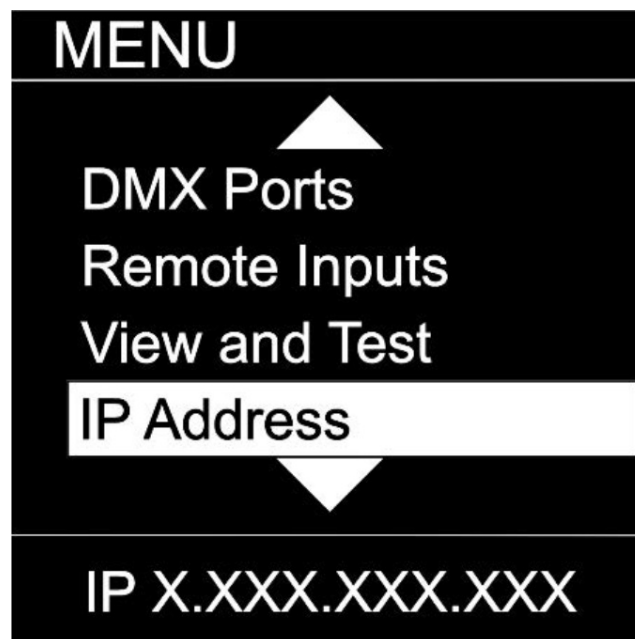 MENU
DMX Ports
Remote Inputs
View and Test
IP Address
IP X.XXX.XXX.XXX